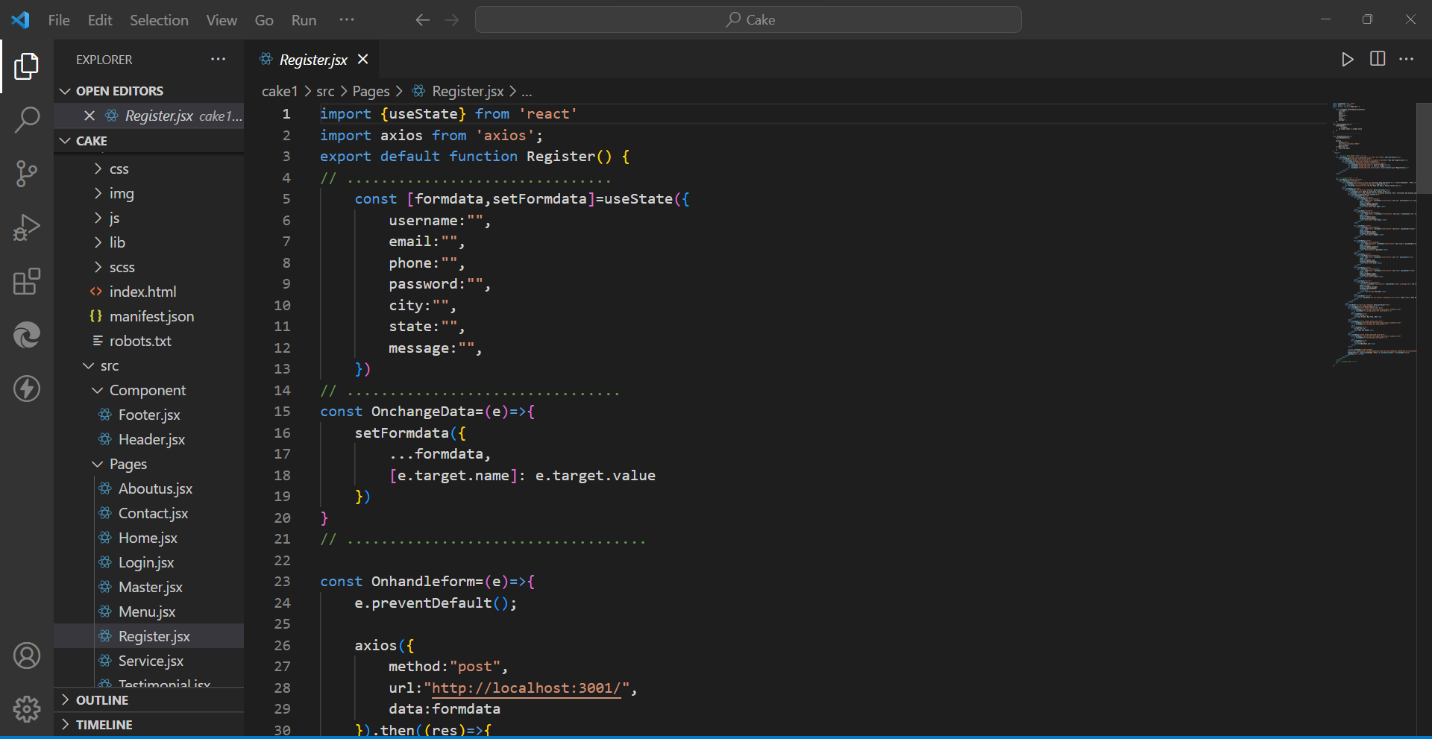 File Edit Selection View Go Run ... Cake
EXPLORER ...
OPEN EDITORS
Register.jsx cake1...
CAKE
css
img
js
lib
scss
index.html
manifest.json
robots.txt
src
Component
Footer.jsx
Header.jsx
Pages
Aboutus.jsx
Contact.jsx
Home.jsx
Login.jsx
Master.jsx
Menu.jsx
Register.jsx
Service.jsx
Testimonial.jsx
OUTLINE
TIMELINE
Register.jsx
cake1 > src > Pages > Register.jsx > ...
1 import {useState} from 'react'
2 import axios from 'axios';
3 export default function Register() {
4 // ...............................
5 const [formdata,setFormdata]=useState({
6 username:"",
7 email:"",
8 phone:"",
9 password:"",
10 city:"",
11 state:"",
12 message:"",
13 })
14 // ................................
15 const OnchangeData=(e)=>{
16 setFormdata({
17 ...formdata,
18 [e.target.name]: e.target.value
19 })
20 }
21 // ...................................
22
23 const Onhandleform=(e)=>{
24 e.preventDefault();
25
26 axios({
27 method:"post",
28 url:"http://localhost:3001/",
29 data:formdata
30 }).then((res)=>{